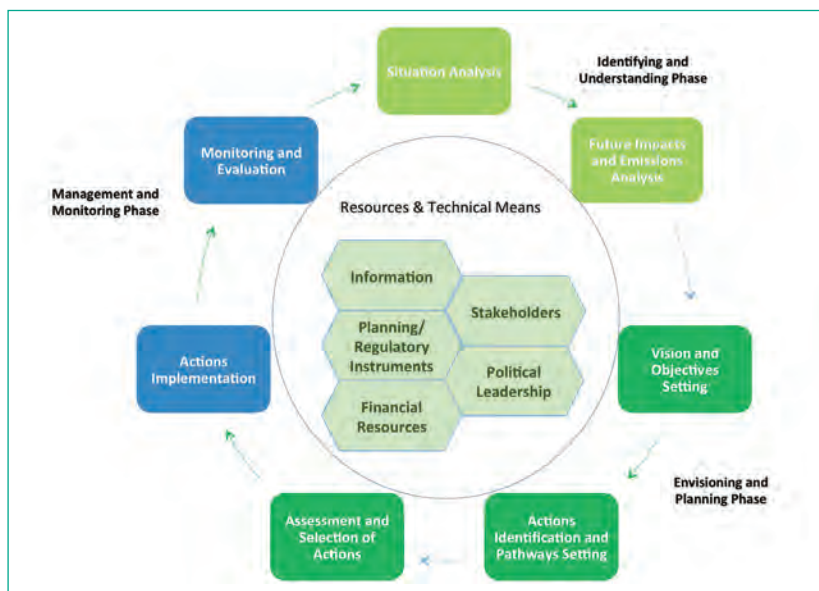 Situation Analysis
Identifying and
Understanding Phase
Future Impacts
and Emissions
Analysis
Vision and
Objectives
Setting
Envisioning and
Planning Phase
Actions
Identification and
Pathways Setting
Assessment and
Selection of
Actions
Actions
Implementation
Management and
Monitoring Phase
Monitoring and
Evaluation
Resources & Technical Means
Information
Stakeholders
Planning/
Regulatory
Instruments
Political
Leadership
Financial
Resources